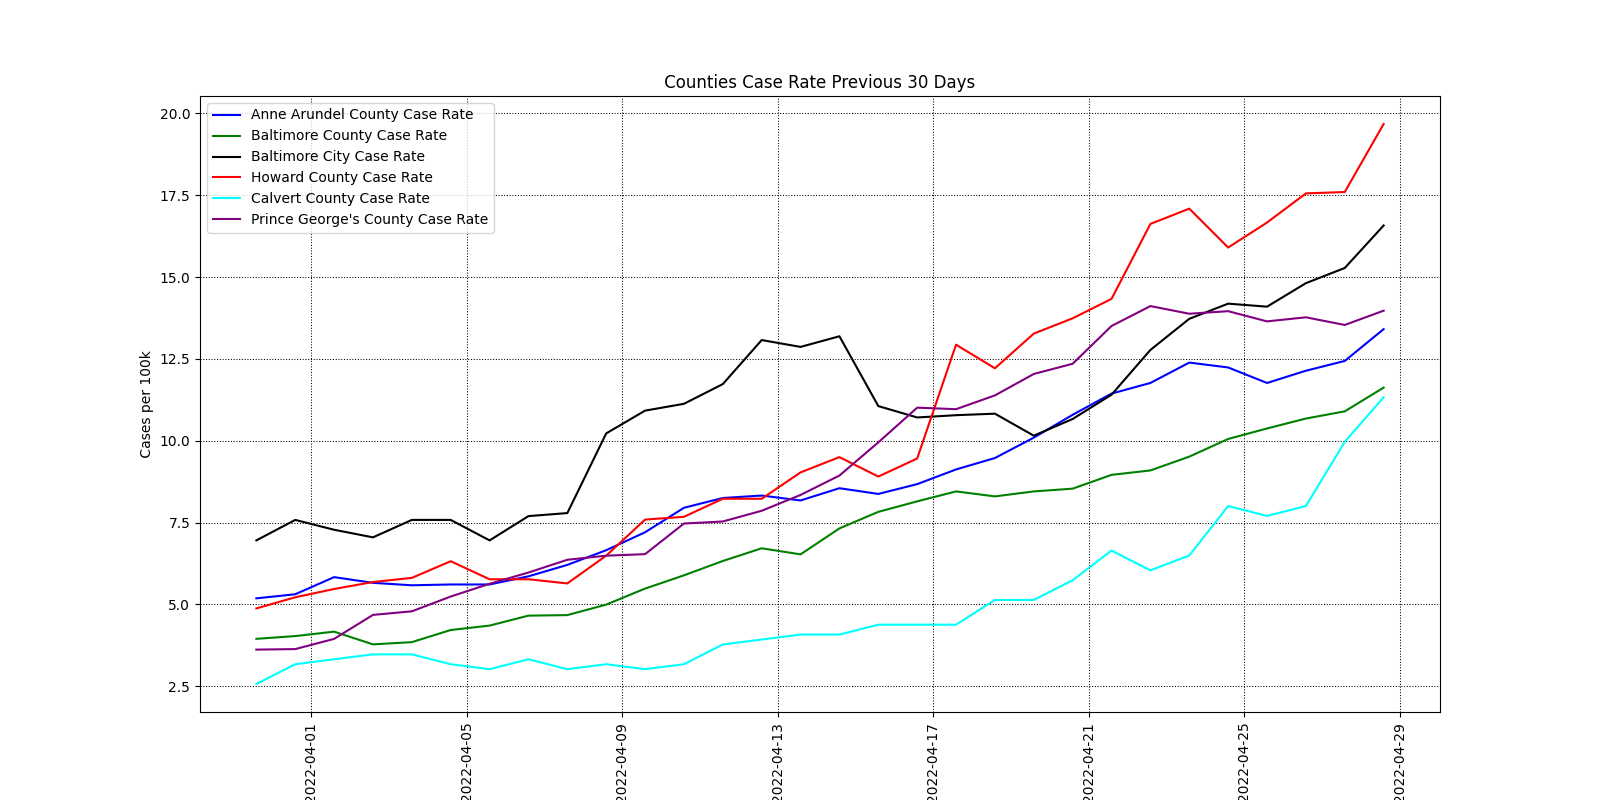 Counties Case Rate Previous 30 Days
Anne Arundel County Case Rate
Baltimore County Case Rate
Baltimore City Case Rate
Howard County Case Rate
Calvert County Case Rate
Prince George's County Case Rate
20.0
17.5
15.0
12.5
10.0
7.5
5.0
2.5
Cases per 100k
2022-04-01
2022-04-05
2022-04-09
2022-04-13
2022-04-17
2022-04-21
2022-04-25
2022-04-29